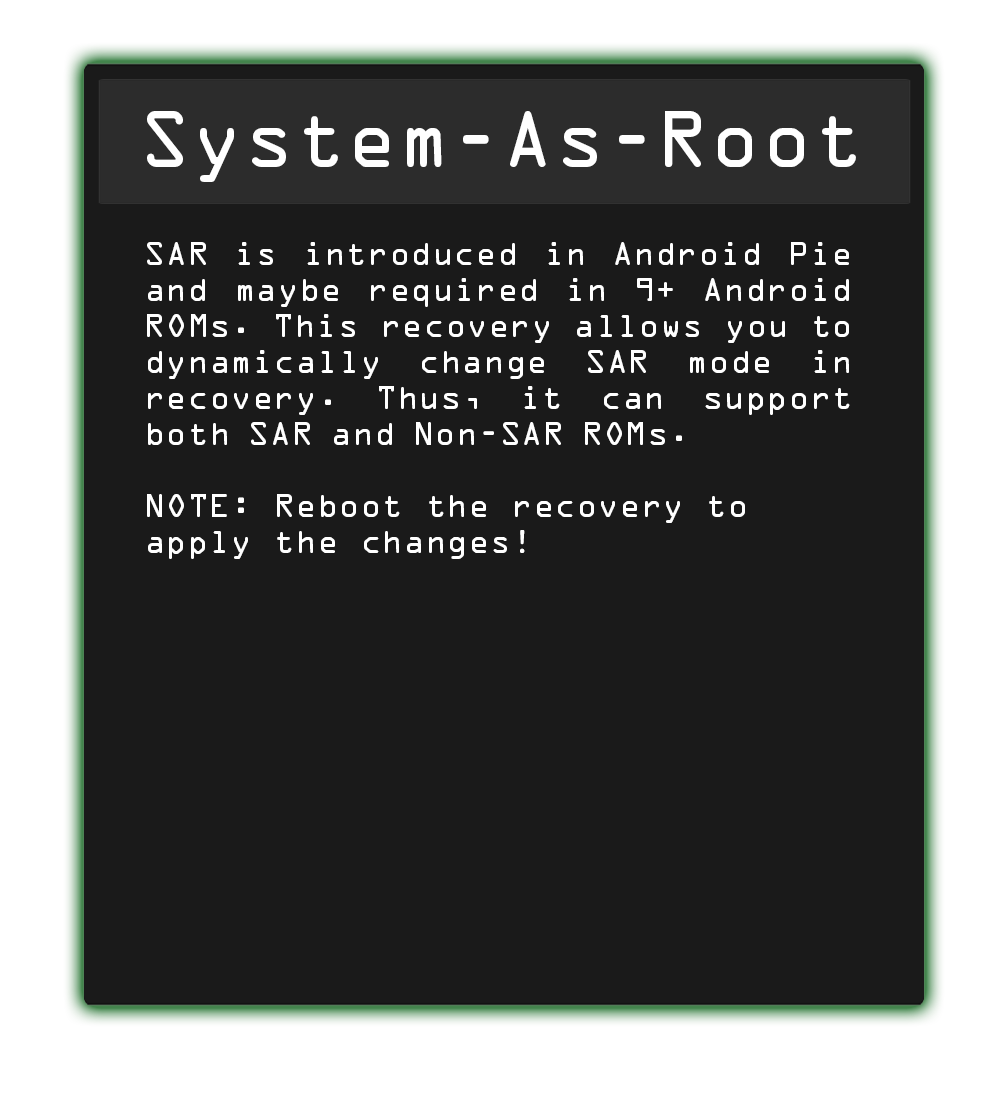 System-As-Root
SAR is introduced in Android Pie
and maybe required in 9+ Android
ROMs. This recovery allows you to
dynamically change SAR mode in
recovery. Thus, it can support
both SAR and Non-SAR ROMs.
NOTE: Reboot the recovery to
apply the changes!